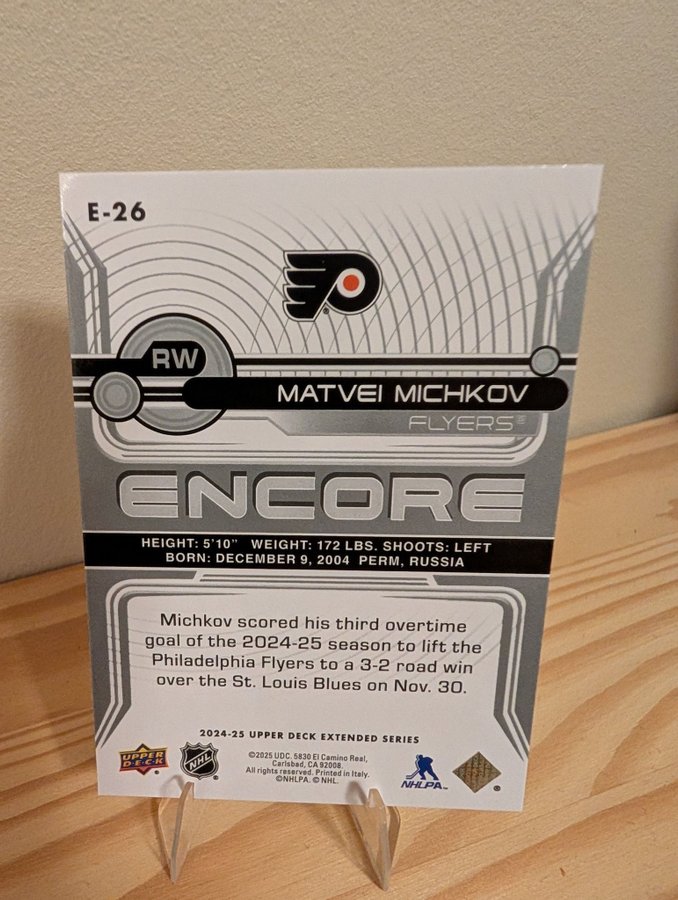 E-26
RW
MATVEI MICHKOV
FLYERS
ENCORE
HEIGHT: 5'10" WEIGHT: 172 LBS. SHOOTS: LEFT
BORN: DECEMBER 9, 2004 PERM, RUSSIA
Michkov scored his third overtime
goal of the 2024-25 season to lift the
Philadelphia Flyers to a 3-2 road win
over the St. Louis Blues on Nov. 30.
2024-25 UPPER DECK EXTENDED SERIES
UPPER
DECK
NHL
©2025 UDC. 5830 El Camino Real,
Carlsbad, CA 92008.
All rights reserved. Printed in Italy.
©NHLPA. © NHL.
NHLPA